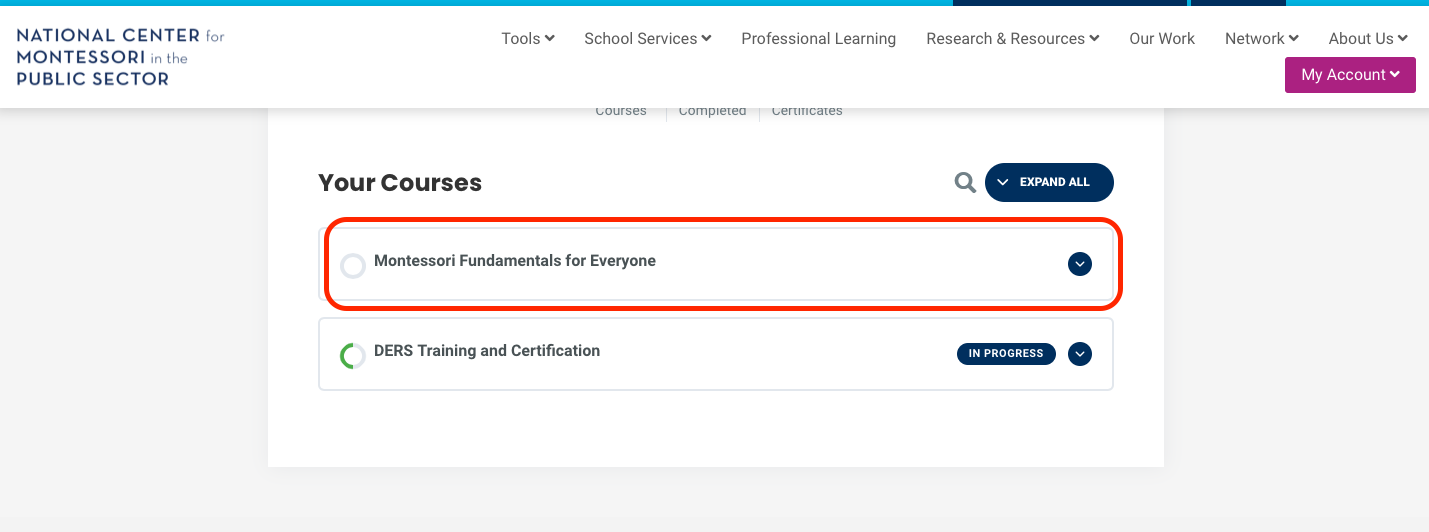 NATIONAL CENTER for
MONTESSORI in the
PUBLIC SECTOR
Tools School Services Professional Learning Research & Resources Our Work Network About Us
My Account
Courses Completed Certificates
Your Courses
EXPAND ALL
Montessori Fundamentals for Everyone
DERS Training and Certification
IN PROGRESS